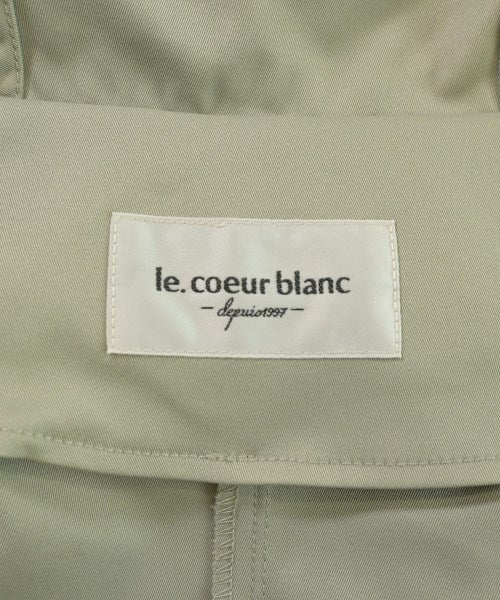 le. coeur blanc
- depuis1997 -